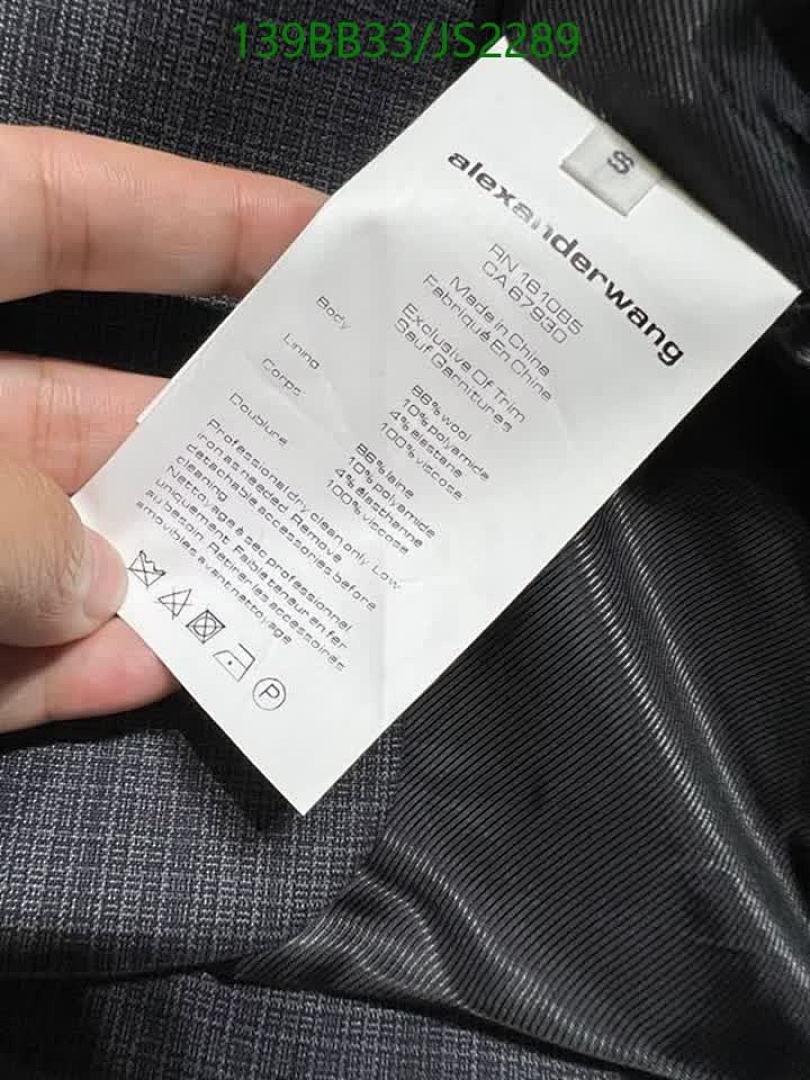 139BB33/JS2289
S
alexanderwang
RN 161085
CA 67930
Made in China
Fabriqué En Chine
Exclusive Of Trim
Sauf Garnitures
Body
86% wool
10% polyamide
4% elastane
Lining
100% viscose
Corps
86% laine
10% polyamide
4% élasthanne
Doublure
100% viscose
Professional dry clean only. Low
iron as needed. Remove
detachable accessories before
cleaning
Nettoyage à sec professionnel
uniquement. Faible teneur en fer
au besoin. Retirer les accessoires
amovibles avant nettoyage
P